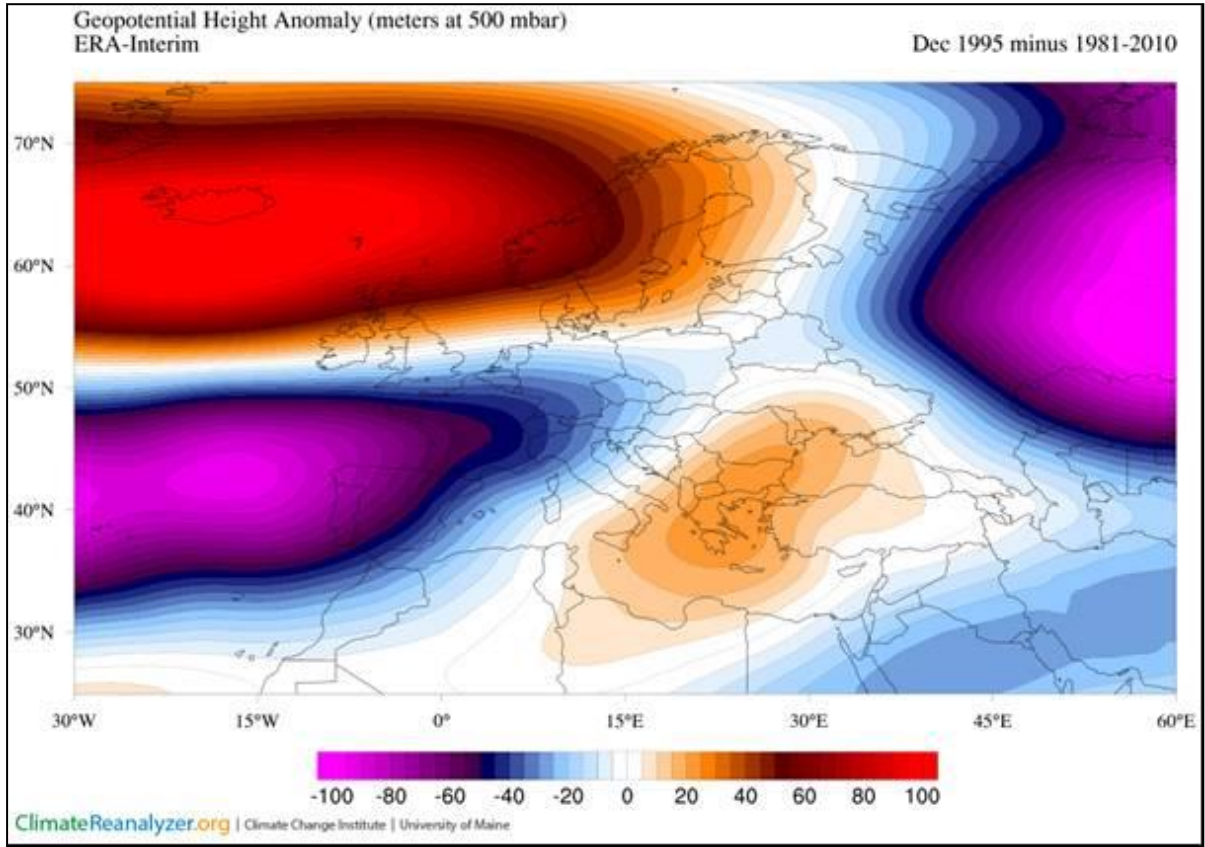 Geopotential Height Anomaly (meters at 500 mbar)
ERA-Interim
Dec 1995 minus 1981-2010
70°N
60°N
50°N
40°N
30°N
30°W 15°W 0° 15°E 30°E 45°E 60°E
-100 -80 -60 -40 -20 0 20 40 60 80 100
ClimateReanalyzer.org | Climate Change Institute | University of Maine